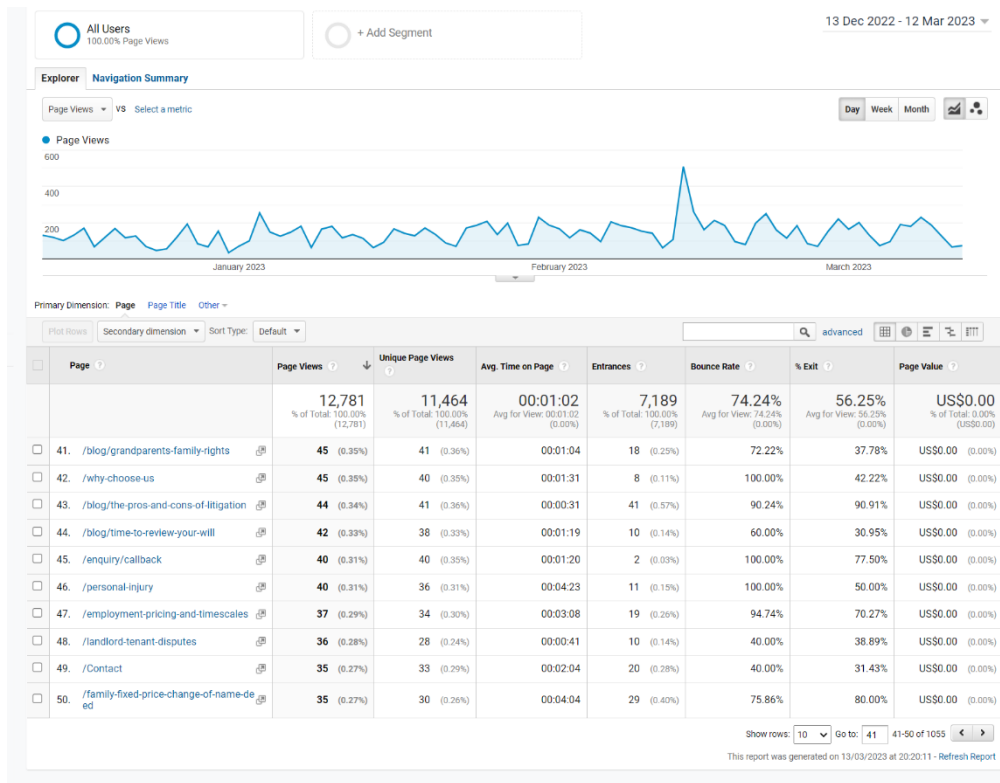 All Users
100.00% Page Views
+ Add Segment
13 Dec 2022 - 12 Mar 2023
Explorer Navigation Summary
Page Views VS Select a metric
Day Week Month
Page Views
600
400
200
January 2023 February 2023 March 2023
Primary Dimension: Page Page Title Other
Plot Rows Secondary dimension Sort Type: Default advanced
Page ? Page Views ? Unique Page Views ? Avg. Time on Page ? Entrances ? Bounce Rate ? % Exit ? Page Value ?
12,781 11,464 00:01:02 7,189 74.24% 56.25% US$0.00
% of Total: 100.00% % of Total: 100.00% Avg for View: 00:01:02 % of Total: 100.00% Avg for View: 74.24% Avg for View: 56.25% % of Total: 0.00%
(12,781) (11,464) (0.00%) (7,189) (0.00%) (0.00%) (US$0.00)
41. /blog/grandparents-family-rights 45 (0.35%) 41 (0.36%) 00:01:04 18 (0.25%) 72.22% 37.78% US$0.00 (0.00%)
42. /why-choose-us 45 (0.35%) 40 (0.35%) 00:01:31 8 (0.11%) 100.00% 42.22% US$0.00 (0.00%)
43. /blog/the-pros-and-cons-of-litigation 44 (0.34%) 41 (0.36%) 00:00:31 41 (0.57%) 90.24% 90.91% US$0.00 (0.00%)
44. /blog/time-to-review-your-will 42 (0.33%) 38 (0.33%) 00:01:19 10 (0.14%) 60.00% 30.95% US$0.00 (0.00%)
45. /enquiry/callback 40 (0.31%) 40 (0.35%) 00:01:20 2 (0.03%) 100.00% 77.50% US$0.00 (0.00%)
46. /personal-injury 40 (0.31%) 36 (0.31%) 00:04:23 11 (0.15%) 100.00% 50.00% US$0.00 (0.00%)
47. /employment-pricing-and-timescales 37 (0.29%) 34 (0.30%) 00:03:08 19 (0.26%) 94.74% 70.27% US$0.00 (0.00%)
48. /landlord-tenant-disputes 36 (0.28%) 28 (0.24%) 00:00:41 10 (0.14%) 40.00% 38.89% US$0.00 (0.00%)
49. /Contact 35 (0.27%) 33 (0.29%) 00:02:04 20 (0.28%) 40.00% 31.43% US$0.00 (0.00%)
50. /family-fixed-price-change-of-name-de
ed 35 (0.27%) 30 (0.26%) 00:04:04 29 (0.40%) 75.86% 80.00% US$0.00 (0.00%)
Show rows: 10 Go to: 41 41-50 of 1055
This report was generated on 13/03/2023 at 20:20:11 - Refresh Report